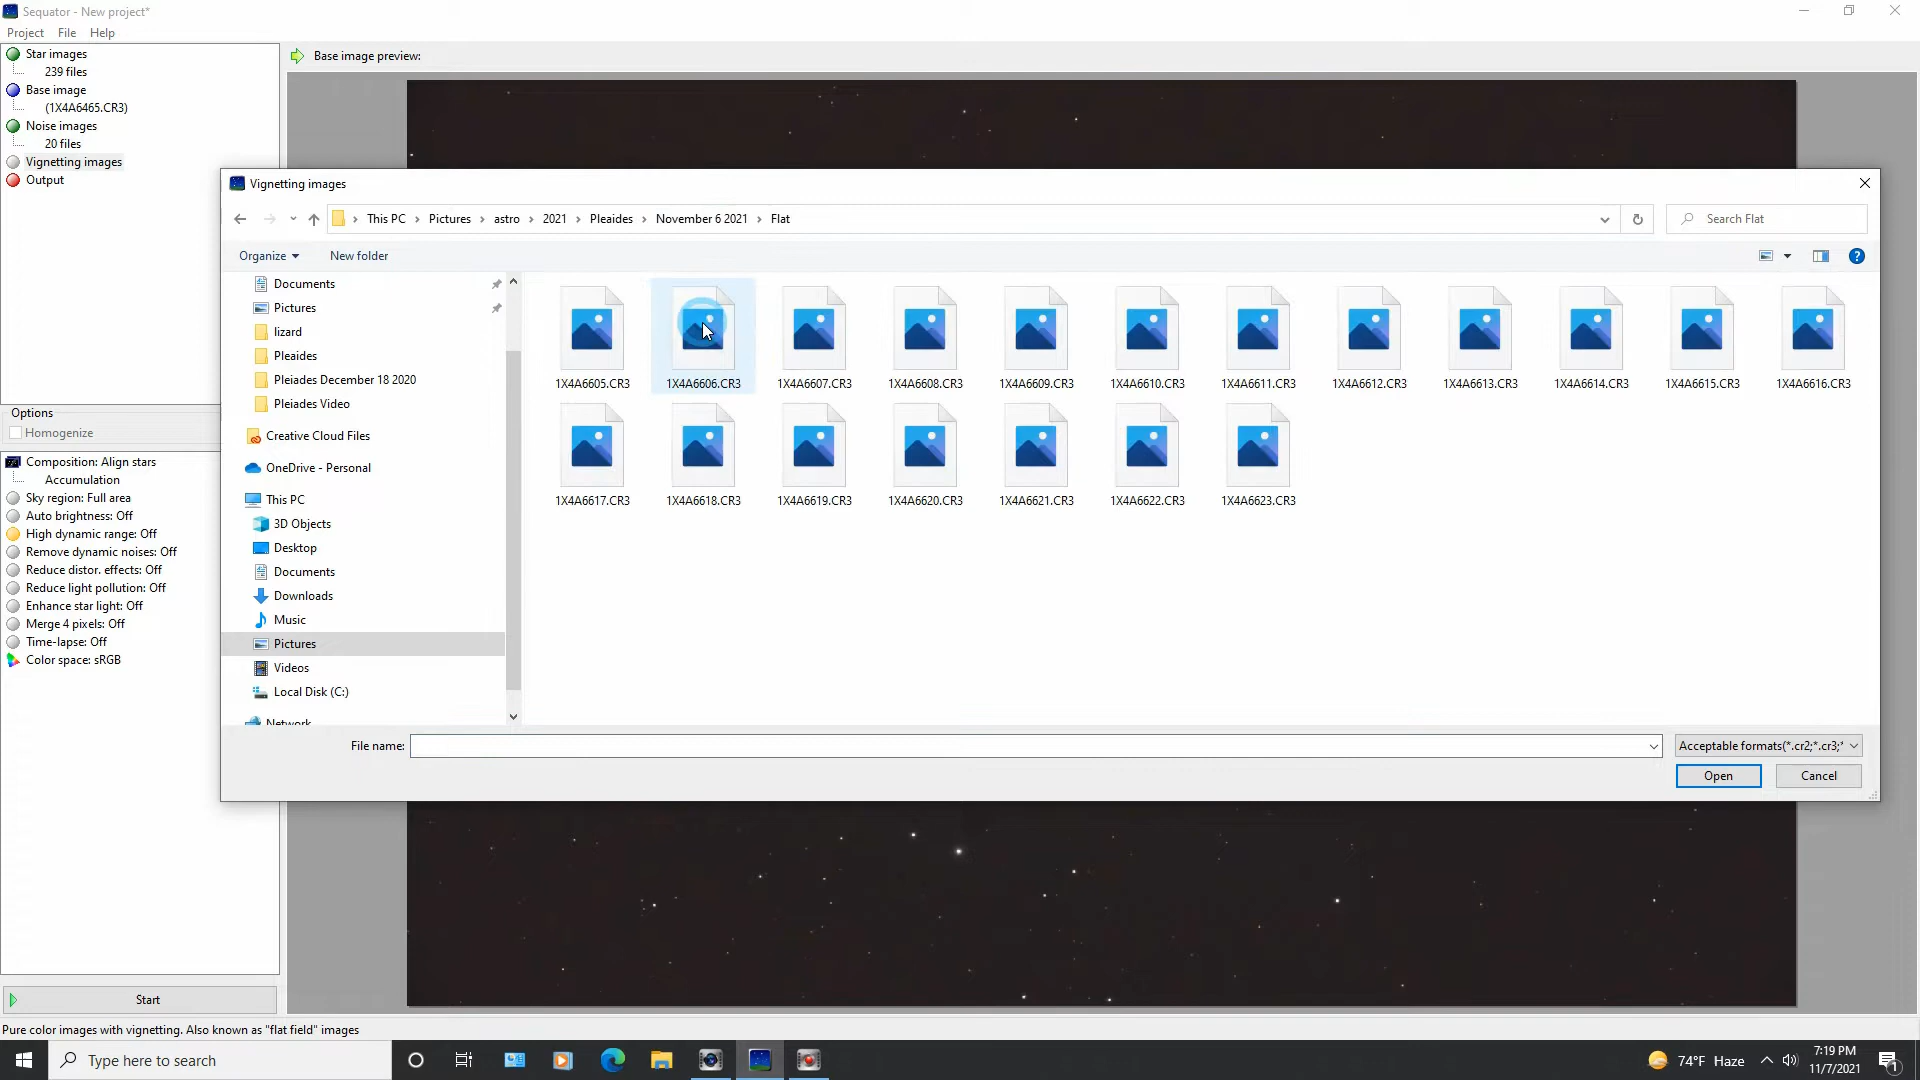 Sequator - New project*
Project File Help
Star images
239 files
Base image
(1X4A6465.CR3)
Noise images
20 files
Vignetting images
Output
Base image preview:
Vignetting images
This PC > Pictures > astro > 2021 > Pleaides > November 6 2021 > Flat
Search Flat
Organize New folder
Documents
Pictures
lizard
Pleaides
Pleiades December 18 2020
Pleiades Video
Creative Cloud Files
OneDrive - Personal
This PC
3D Objects
Desktop
Documents
Downloads
Music
Pictures
Videos
Local Disk (C:)
Network
1X4A6605.CR3 1X4A6606.CR3 1X4A6607.CR3 1X4A6608.CR3 1X4A6609.CR3 1X4A6610.CR3 1X4A6611.CR3 1X4A6612.CR3 1X4A6613.CR3 1X4A6614.CR3 1X4A6615.CR3 1X4A6616.CR3
1X4A6617.CR3 1X4A6618.CR3 1X4A6619.CR3 1X4A6620.CR3 1X4A6621.CR3 1X4A6622.CR3 1X4A6623.CR3
File name:
Acceptable formats(*.cr2;*.cr3;*
Open Cancel
Options
Homogenize
Composition: Align stars
Accumulation
Sky region: Full area
Auto brightness: Off
High dynamic range: Off
Remove dynamic noises: Off
Reduce distor. effects: Off
Reduce light pollution: Off
Enhance star light: Off
Merge 4 pixels: Off
Time-lapse: Off
Color space: sRGB
Start
Pure color images with vignetting. Also known as "flat field" images
Type here to search
74°F Haze
7:19 PM
11/7/2021
1